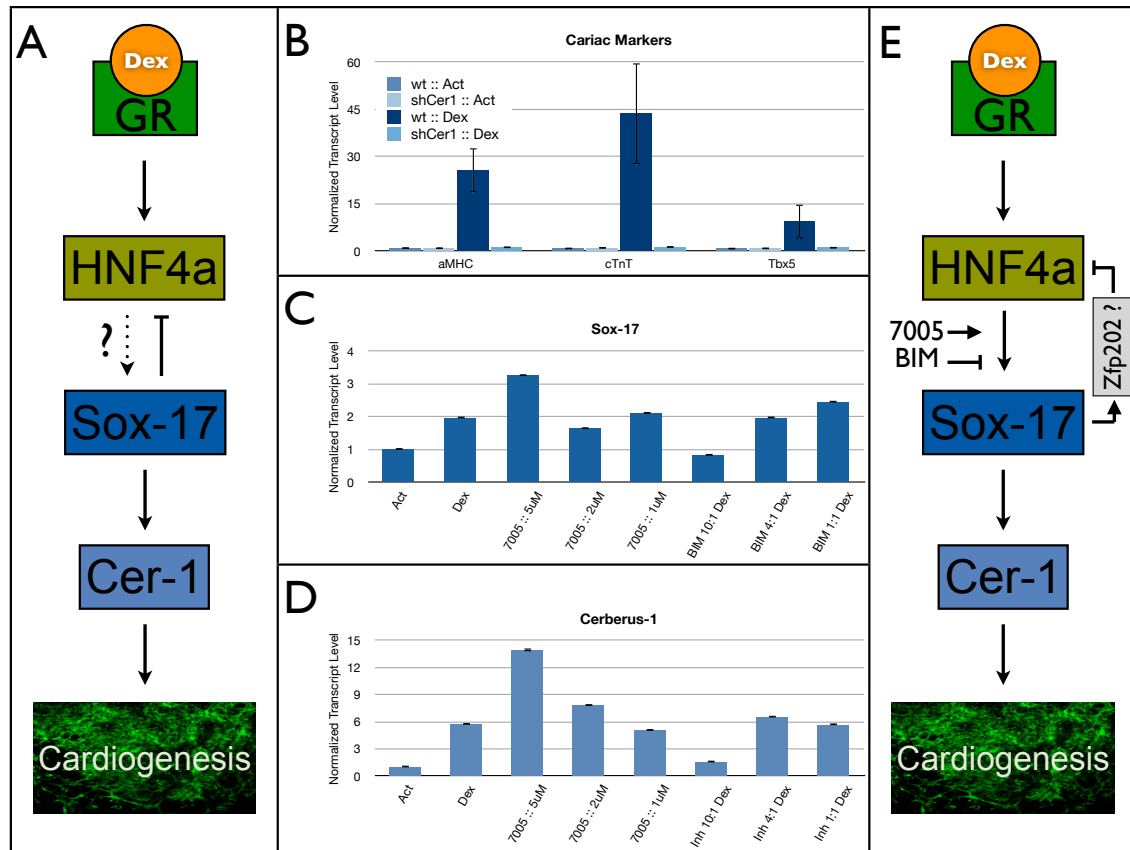 A
Dex
GR
HNF4a
?
Sox-17
Cer-1
Cardiogenesis
B
Cariac Markers
Normalized Transcript Level
60
45
30
15
0
wt :: Act
shCer1 :: Act
wt :: Dex
shCer1 :: Dex
aMHC
cTnT
Tbx5
C
Sox-17
Normalized Transcript Level
4
3
2
1
0
Act
Dex
7005 :: 5uM
7005 :: 2uM
7005 :: 1uM
BIM 10:1 Dex
BIM 4:1 Dex
BIM 1:1 Dex
D
Cerberus-1
Normalized Transcript Level
15
12
9
6
3
0
Act
Dex
7005 :: 5uM
7005 :: 2uM
7005 :: 1uM
Inh 10:1 Dex
Inh 4:1 Dex
Inh 1:1 Dex
E
Dex
GR
HNF4a
7005
BIM
Zfp202 ?
Sox-17
Cer-1
Cardiogenesis